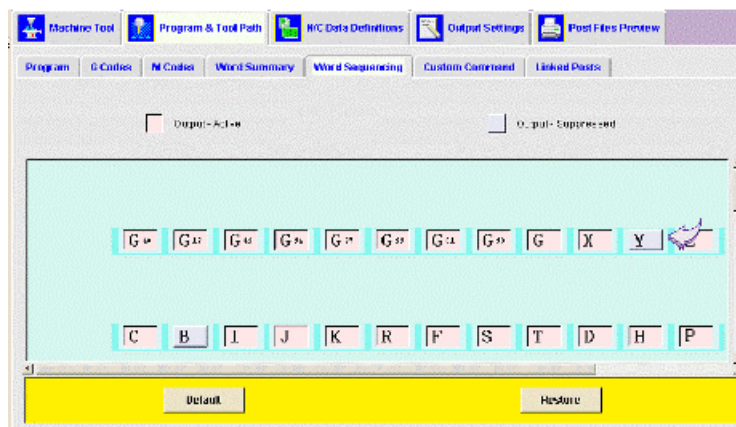 Machine Tool Program & Tool Path N/C Data Definitions Output Settings Post Files Preview
Program G Codes M Codes Word Summary Word Sequencing Custom Command Linked Posts
Output - Active Output - Suppressed
G G17 G G G G G G G X Y
C B I J K R F S T D H P
Default Restore